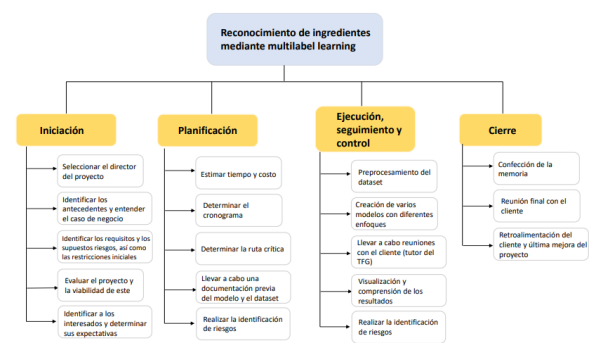 Reconocimiento de ingredientes
mediante multilabel learning
Iniciación
Seleccionar el director
del proyecto
Identificar los
antecedentes y entender
el caso de negocio
Identificar los requisitos y los
supuestos riesgos, así como
las restricciones iniciales
Evaluar el proyecto y
la viabilidad de este
Identificar a los
interesados y determinar
sus expectativas
Planificación
Estimar tiempo y costo
Determinar el
cronograma
Determinar la ruta crítica
Llevar a cabo una
documentación previa
del modelo y el dataset
Realizar la identificación
de riesgos
Ejecución,
seguimiento y
control
Preprocesamiento del
dataset
Creación de varios
modelos con diferentes
enfoques
Llevar a cabo reuniones
con el cliente (tutor del
TFG)
Visualización y
comprensión de los
resultados
Realizar la identificación
de riesgos
Cierre
Confección de la
memoria
Reunión final con el
cliente
Retroalimentación del
cliente y última mejora del
proyecto